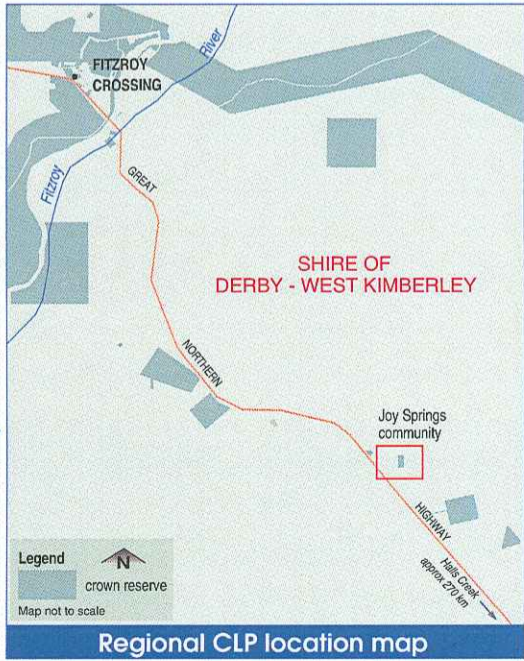 River
FITZROY
CROSSING
Fitzroy
GREAT
SHIRE OF
DERBY - WEST KIMBERLEY
NORTHERN
Joy Springs
community
HIGHWAY
Halls Creek
approx 270 km
Legend
N
crown reserve
Map not to scale
Regional CLP location map